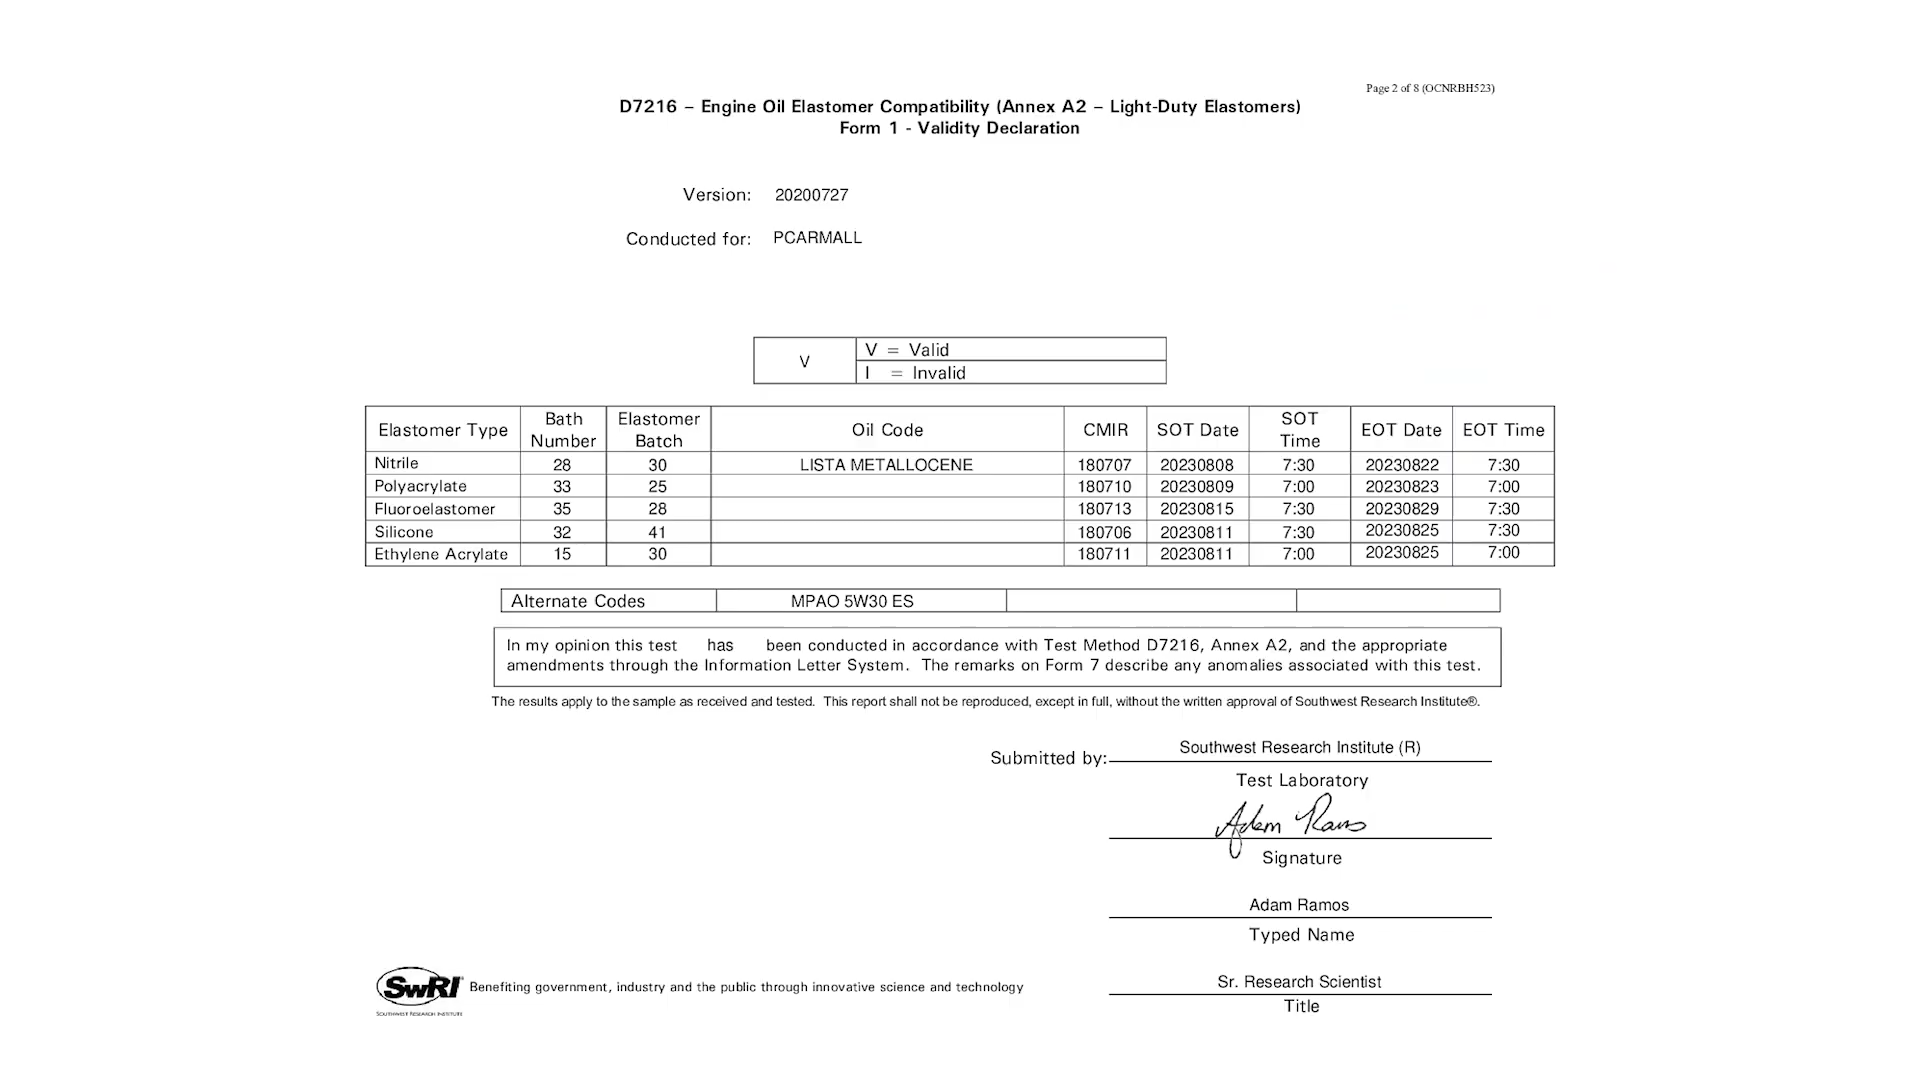 Page 2 of 8 (OCNRBH523)
D7216 – Engine Oil Elastomer Compatibility (Annex A2 – Light-Duty Elastomers)
Form 1 - Validity Declaration
Version: 20200727
Conducted for: PCARMALL
V
V = Valid
I = Invalid
Elastomer Type Bath Number Elastomer Batch Oil Code CMIR SOT Date SOT Time EOT Date EOT Time
Nitrile 28 30 LISTA METALLOCENE 180707 20230808 7:30 20230822 7:30
Polyacrylate 33 25 180710 20230809 7:00 20230823 7:00
Fluoroelastomer 35 28 180713 20230815 7:30 20230829 7:30
Silicone 32 41 180706 20230811 7:30 20230825 7:30
Ethylene Acrylate 15 30 180711 20230811 7:00 20230825 7:00
Alternate Codes MPAO 5W30 ES
In my opinion this test has been conducted in accordance with Test Method D7216, Annex A2, and the appropriate
amendments through the Information Letter System. The remarks on Form 7 describe any anomalies associated with this test.
The results apply to the sample as received and tested. This report shall not be reproduced, except in full, without the written approval of Southwest Research Institute®.
Submitted by: Southwest Research Institute (R)
Test Laboratory
Adam Ramos
Signature
Adam Ramos
Typed Name
Sr. Research Scientist
Title
SwRI
SOUTHWEST RESEARCH INSTITUTE
Benefiting government, industry and the public through innovative science and technology